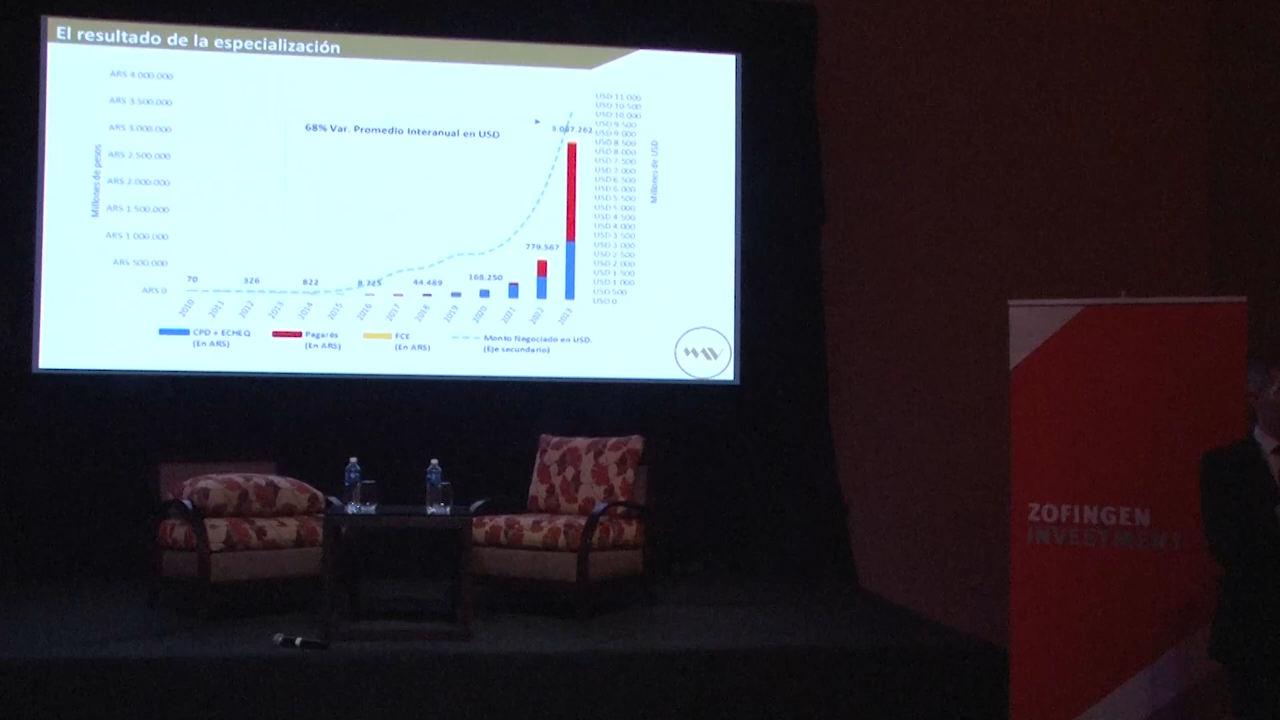 El resultado de la especialización
ARS 4.000.000
ARS 3.500.000
ARS 3.000.000
ARS 2.500.000
ARS 2.000.000
ARS 1.500.000
ARS 1.000.000
ARS 500.000
ARS 0
Millones de pesos
68% Var. Promedio Interanual en USD
70
326
822
8.725
44.489
168.250
779.567
3.087.262
2010
2011
2012
2013
2014
2015
2016
2017
2018
2019
2020
2021
2022
2023
USD 11.000
USD 10.500
USD 10.000
USD 9.500
USD 9.000
USD 8.500
USD 8.000
USD 7.500
USD 7.000
USD 6.500
USD 6.000
USD 5.500
USD 5.000
USD 4.500
USD 4.000
USD 3.500
USD 3.000
USD 2.500
USD 2.000
USD 1.500
USD 1.000
USD 500
USD 0
Millones de USD
CPD + ECHEQ
(En ARS)
Pagarés
(En ARS)
FCE
(En ARS)
Monto Negociado en USD.
(Eje secundario)
ZOFINGEN
INVESTMENT